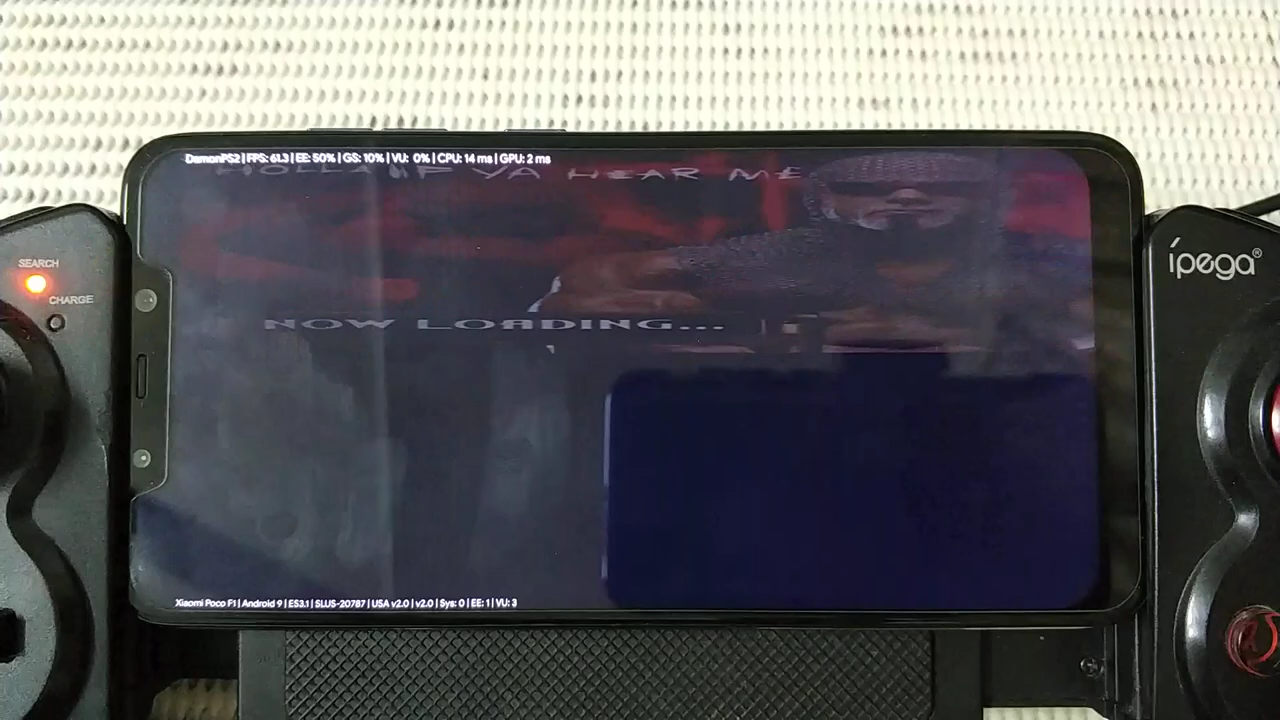 DamonPS2 | FPS: 61.3 | EE: 50% | GS: 10% | VU: 0% | CPU: 14 ms | GPU: 2 ms
HOLLA IF YA HEAR ME
SEARCH
ípega®
CHARGE
NOW LOADING...
Xiaomi Poco F1 | Android 9 | ES3.1 | SLUS-20787 | USA v2.0 | v2.0 | Sys: 0 | EE: 1 | VU: 3